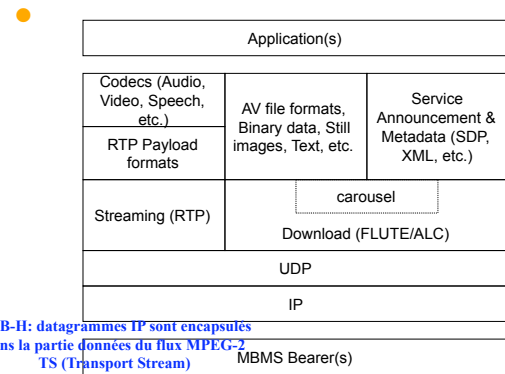 Application(s)
Codecs (Audio,
Video, Speech,
etc.)
RTP Payload
formats
AV file formats,
Binary data, Still
images, Text, etc.
Service
Announcement &
Metadata (SDP,
XML, etc.)
Streaming (RTP)
carousel
Download (FLUTE/ALC)
UDP
IP
B-H: datagrammes IP sont encapsulés
ns la partie données du flux MPEG-2
TS (Transport Stream)
MBMS Bearer(s)